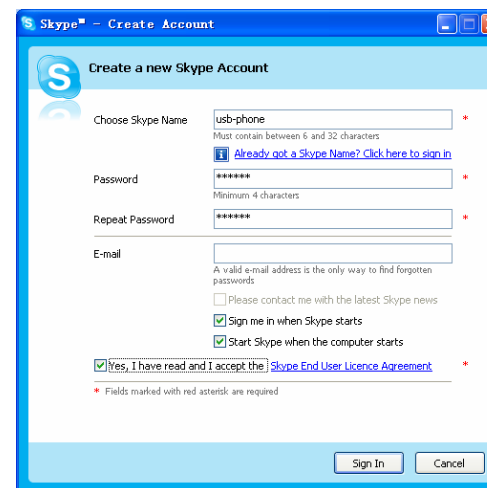 Skype™ - Create Account
S
Create a new Skype Account
Choose Skype Name
usb-phone
*
Must contain between 6 and 32 characters
i Already got a Skype Name? Click here to sign in
Password
******
*
Minimum 4 characters
Repeat Password
******
*
E-mail
A valid e-mail address is the only way to find forgotten
passwords
Please contact me with the latest Skype news
Sign me in when Skype starts
Start Skype when the computer starts
Yes, I have read and I accept the Skype End User Licence Agreement *
* Fields marked with red asterisk are required
Sign In Cancel